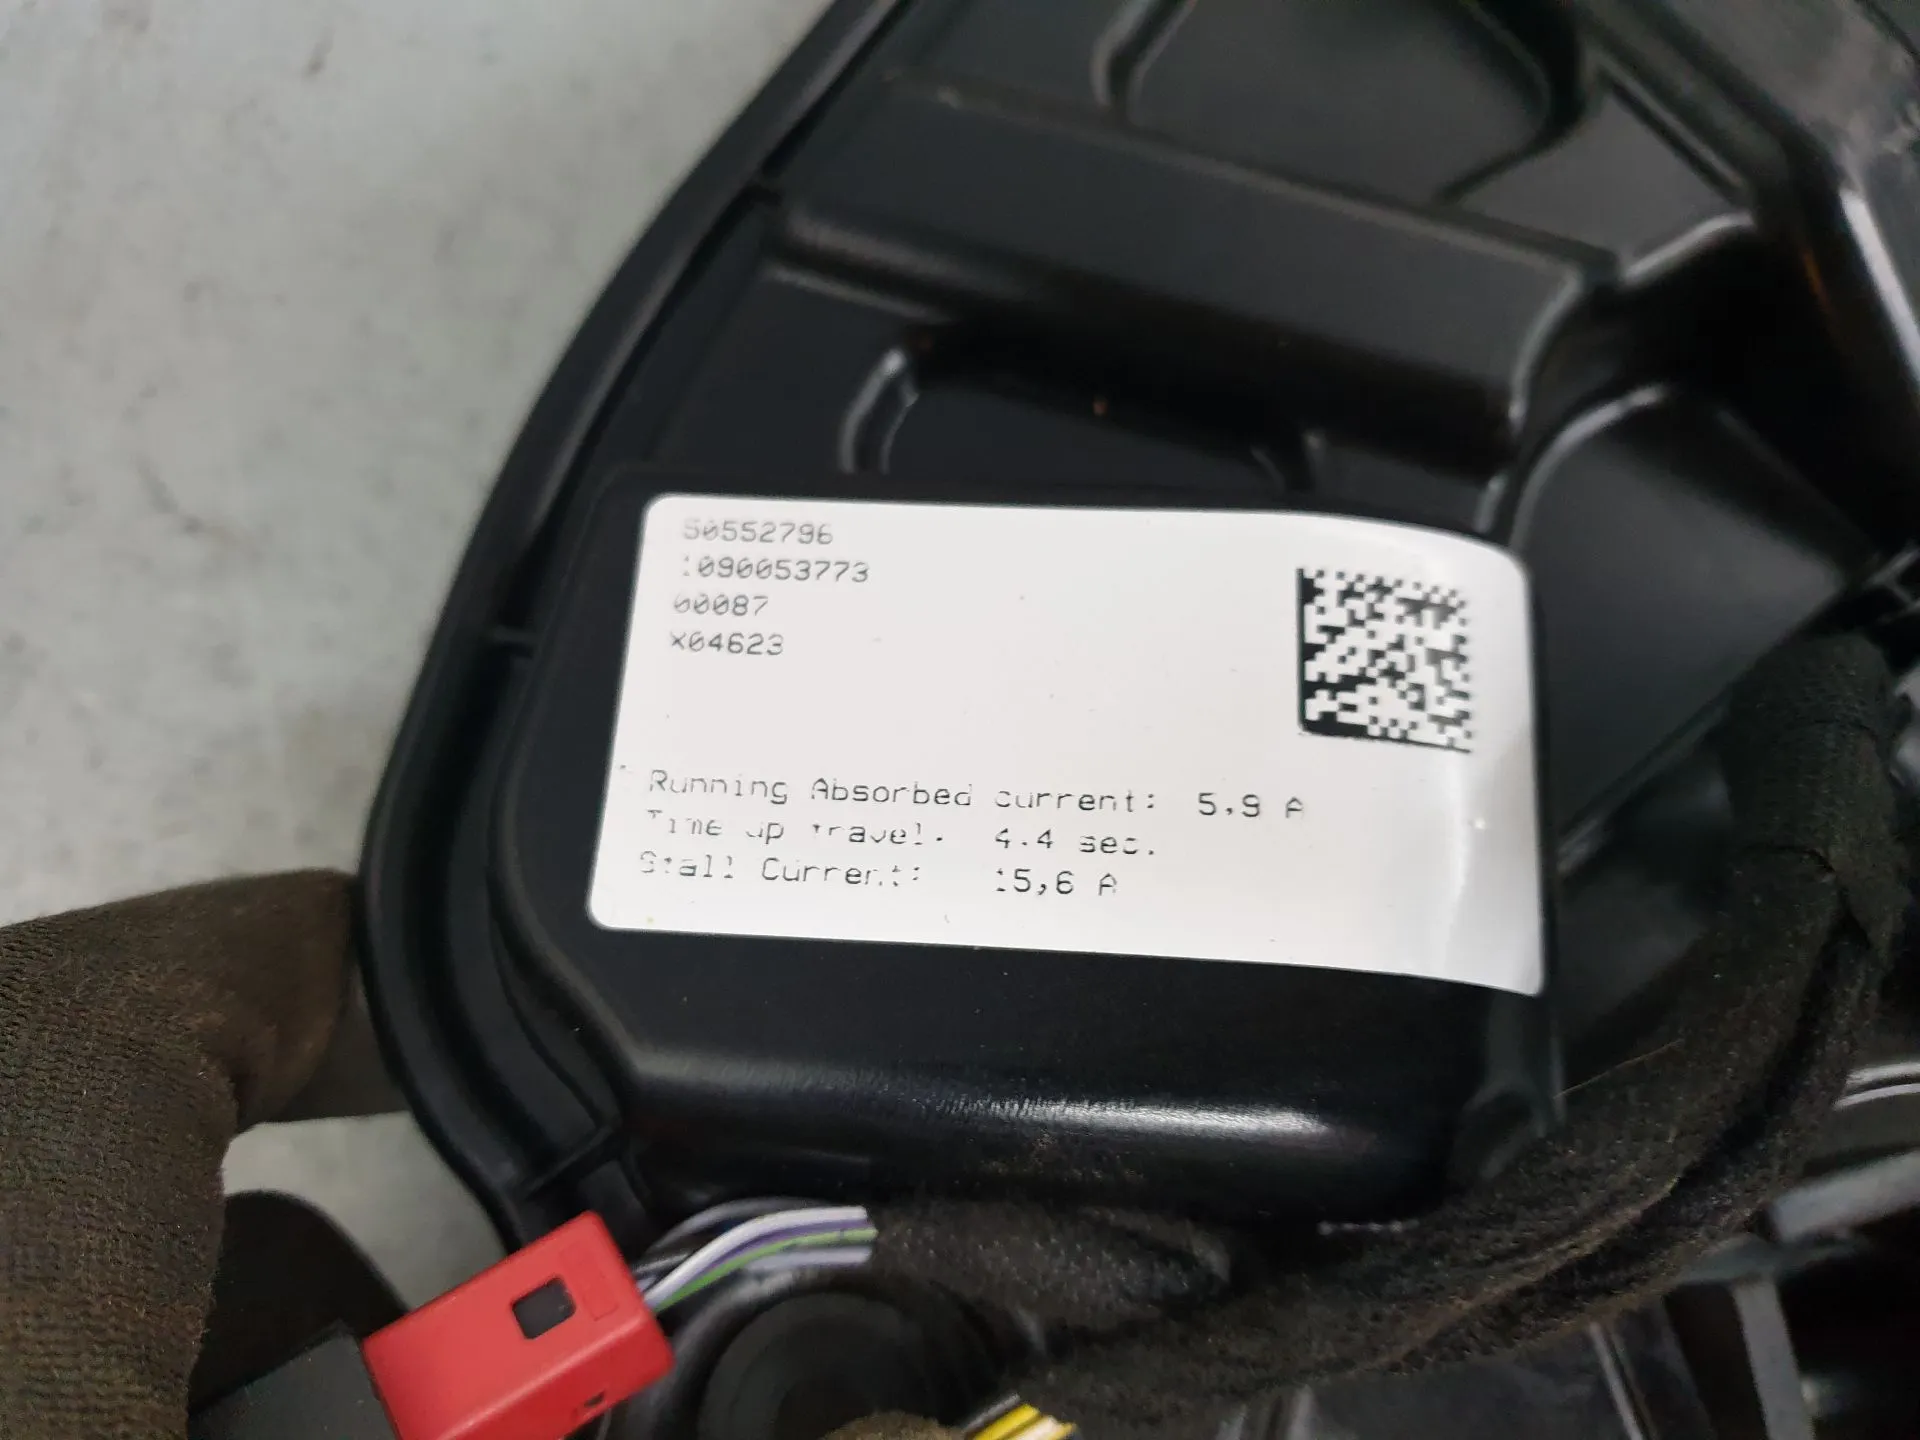 50552796
1090053773
00087
X04623
Running Absorbed current: 5,9 A
Time up travel: 4.4 sec.
Stall Current: 15,6 A